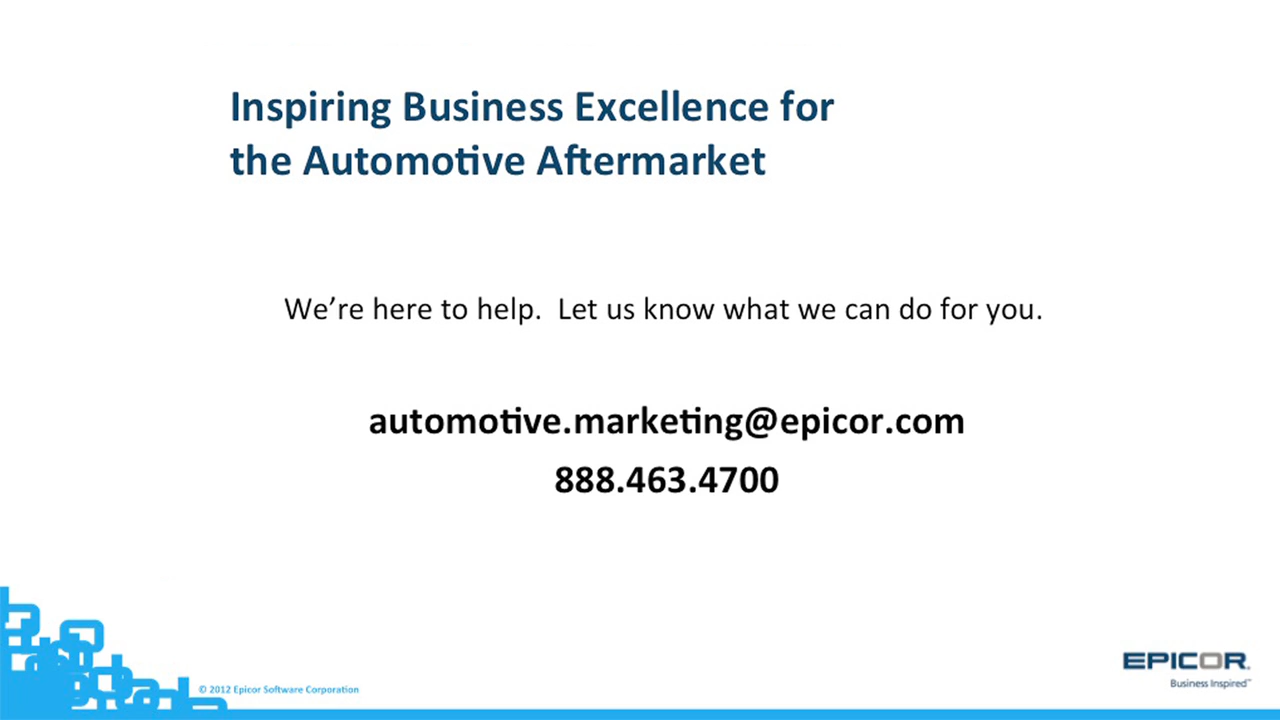 Inspiring Business Excellence for
the Automotive Aftermarket
We’re here to help.  Let us know what we can do for you.
automotive.marketing@epicor.com
888.463.4700
© 2012 Epicor Software Corporation
EPICOR.
Business Inspired™